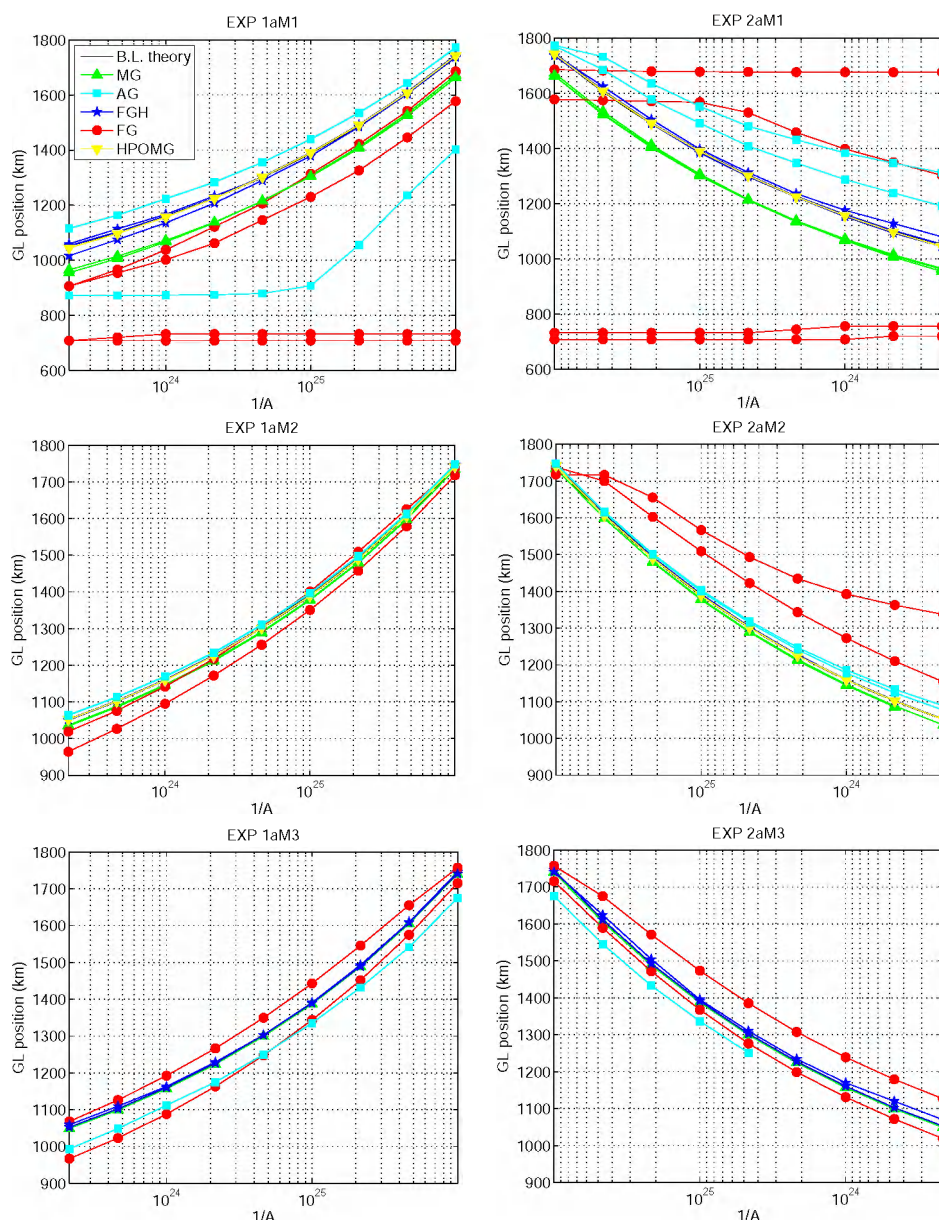 EXP 1aM1
1800
1600
1400
1200
1000
800
600
GL position (km)
B.L. theory
MG
AG
FGH
FG
HPOMG
10^24
10^25
1/A
EXP 2aM1
1800
1600
1400
1200
1000
800
600
GL position (km)
10^25
10^24
1/A
EXP 1aM2
1800
1700
1600
1500
1400
1300
1200
1100
1000
900
GL position (km)
10^24
10^25
1/A
EXP 2aM2
1800
1700
1600
1500
1400
1300
1200
1100
1000
900
GL position (km)
10^25
10^24
1/A
EXP 1aM3
1800
1700
1600
1500
1400
1300
1200
1100
1000
900
GL position (km)
10^24
10^25
1/A
EXP 2aM3
1800
1700
1600
1500
1400
1300
1200
1100
1000
900
GL position (km)
10^25
10^24
1/A